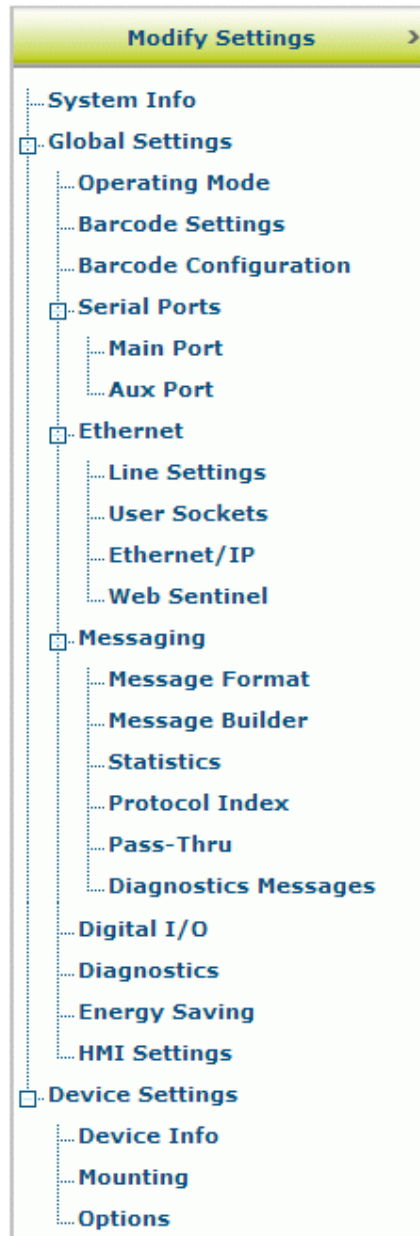 Modify Settings >
System Info
Global Settings
Operating Mode
Barcode Settings
Barcode Configuration
Serial Ports
Main Port
Aux Port
Ethernet
Line Settings
User Sockets
Ethernet/IP
Web Sentinel
Messaging
Message Format
Message Builder
Statistics
Protocol Index
Pass-Thru
Diagnostics Messages
Digital I/O
Diagnostics
Energy Saving
HMI Settings
Device Settings
Device Info
Mounting
Options